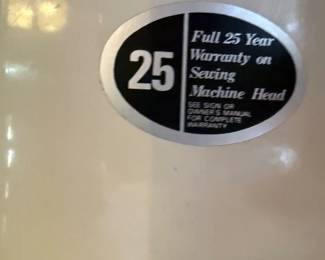 25
Full 25 Year
Warranty on
Sewing
Machine Head
SEE SIGN OR
OWNER'S MANUAL
FOR COMPLETE
WARRANTY